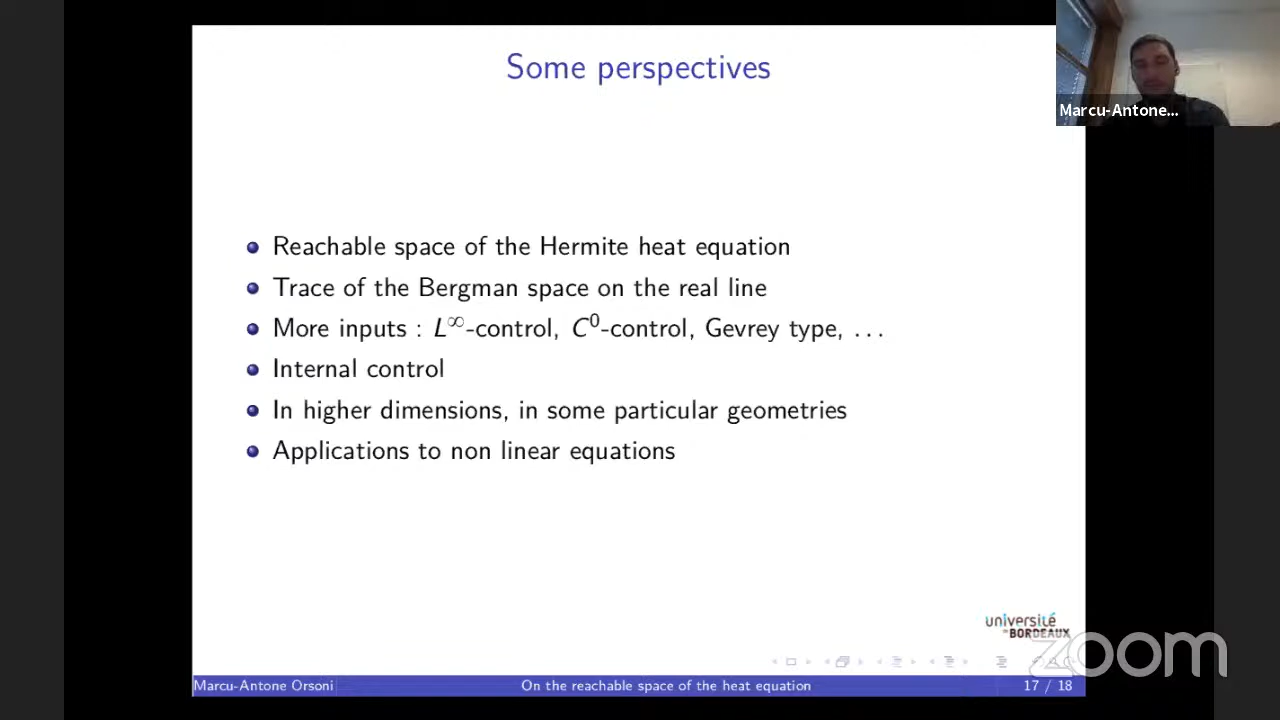 Some perspectives
Marcu-Antone...
Reachable space of the Hermite heat equation
Trace of the Bergman space on the real line
More inputs : L∞-control, C⁰-control, Gevrey type, ...
Internal control
In higher dimensions, in some particular geometries
Applications to non linear equations
université
de BORDEAUX
zoom
Marcu-Antone Orsoni
On the reachable space of the heat equation
17 / 18